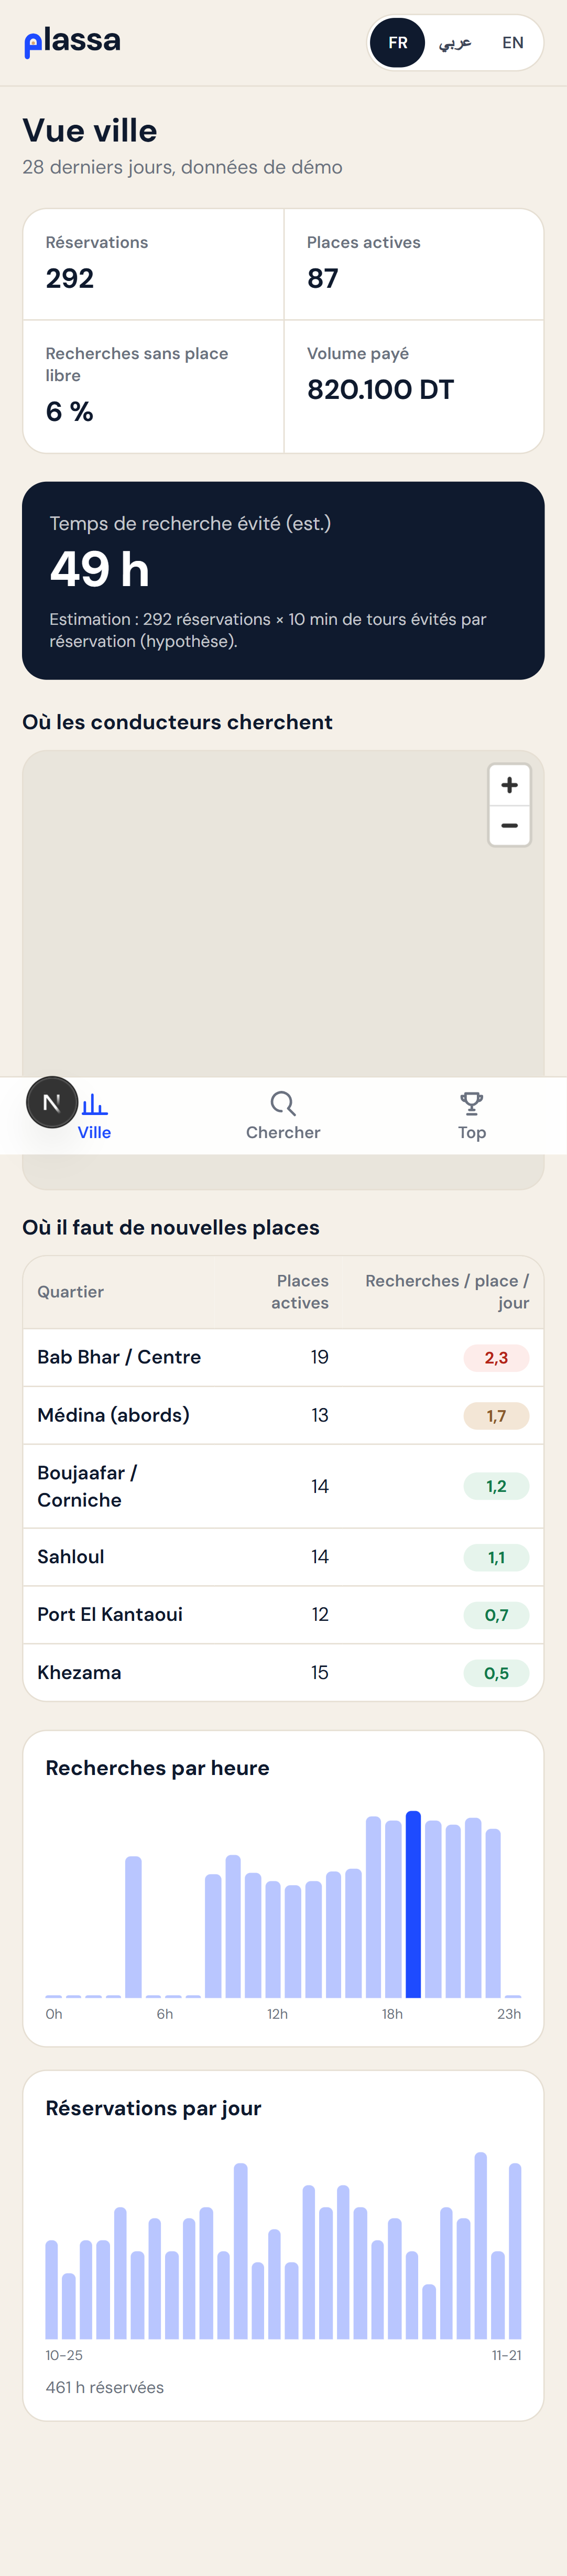 plassa
FR
عربي
EN
Vue ville
28 derniers jours, données de démo
Réservations
292
Places actives
87
Recherches sans place
libre
6 %
Volume payé
820.100 DT
Temps de recherche évité (est.)
49 h
Estimation : 292 réservations × 10 min de tours évités par
réservation (hypothèse).
Où les conducteurs cherchent
+
−
N
Ville
Chercher
Top
Où il faut de nouvelles places
Quartier
Places
actives
Recherches / place /
jour
Bab Bhar / Centre
19
2,3
Médina (abords)
13
1,7
Boujaafar /
Corniche
14
1,2
Sahloul
14
1,1
Port El Kantaoui
12
0,7
Khezama
15
0,5
Recherches par heure
0h
6h
12h
18h
23h
Réservations par jour
10-25
11-21
461 h réservées